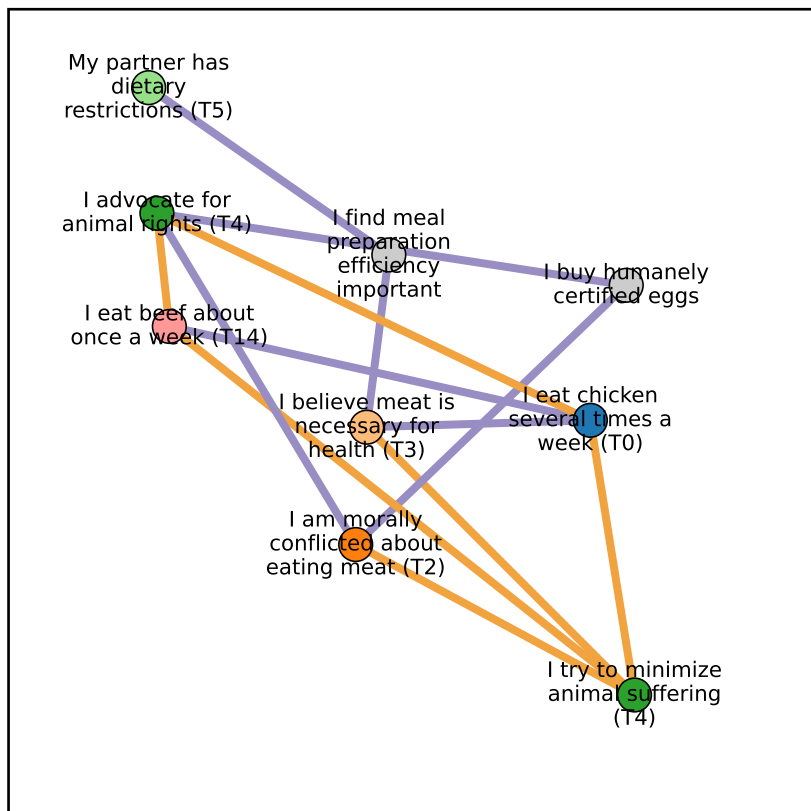 My partner has
dietary
restrictions (T5)
I advocate for
animal rights (T4)
I find meal
preparation
efficiency
important
I buy humanely
certified eggs
I eat beef about
once a week (T14)
I believe meat is
necessary for
health (T3)
I eat chicken
several times a
week (T0)
I am morally
conflicted about
eating meat (T2)
I try to minimize
animal suffering
(T4)